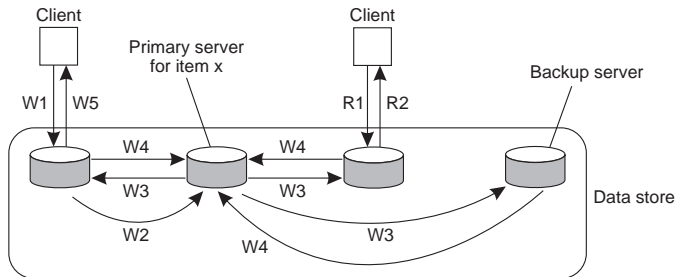 Client
Client
Primary server
for item x
Backup server
W1
W5
R1
R2
W4
W4
W3
W3
Data store
W2
W3
W4